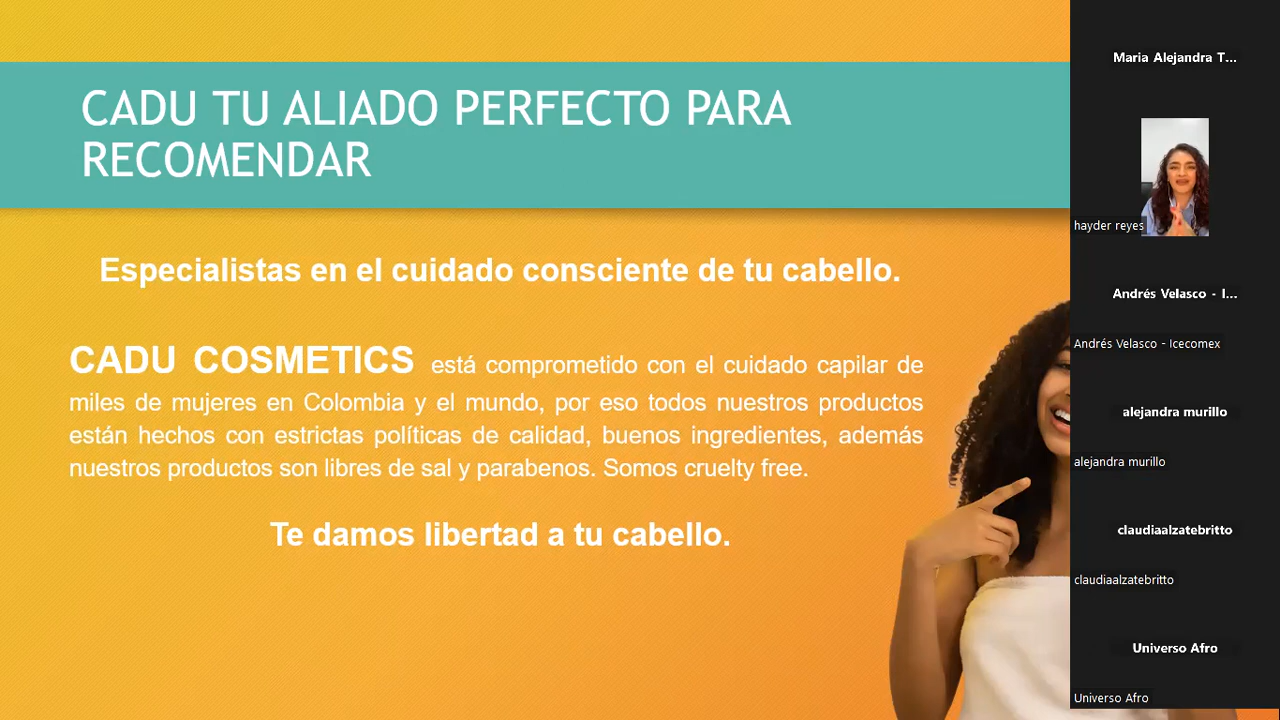 CADU TU ALIADO PERFECTO PARA
RECOMENDAR
Especialistas en el cuidado consciente de tu cabello.
CADU COSMETICS está comprometido con el cuidado capilar de
miles de mujeres en Colombia y el mundo, por eso todos nuestros productos
están hechos con estrictas políticas de calidad, buenos ingredientes, además
nuestros productos son libres de sal y parabenos. Somos cruelty free.
Te damos libertad a tu cabello.
Maria Alejandra T...
hayder reyes
Andrés Velasco - I...
Andrés Velasco - Icecomex
alejandra murillo
alejandra murillo
claudiaalzatebritto
claudiaalzatebritto
Universo Afro
Universo Afro